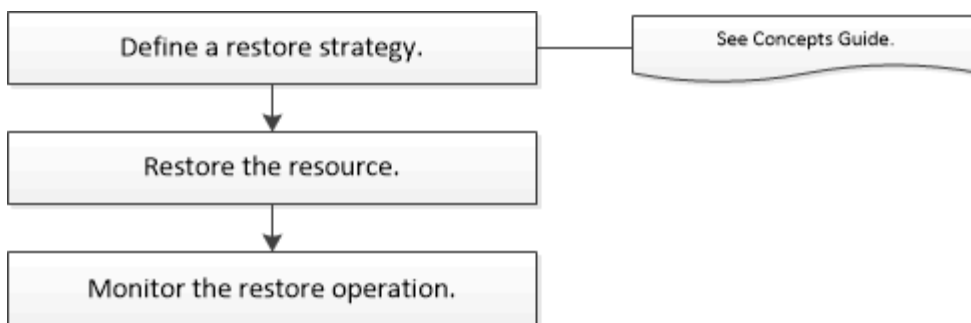 Define a restore strategy.
See Concepts Guide.
Restore the resource.
Monitor the restore operation.